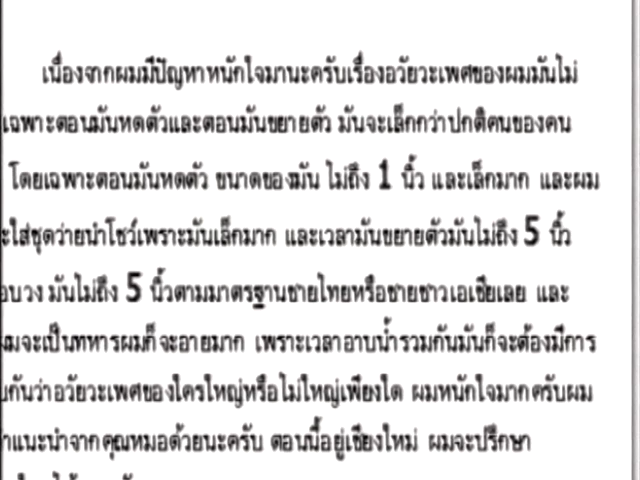 เนื่องจากผมมีปัญหาหนักใจมานะครับเรื่องอวัยวะเพศของผมมันไม่
เฉพาะตอนมันหดตัวและตอนมันขยายตัว มันจะเล็กกว่าปกติคนของคน
โดยเฉพาะตอนมันหดตัว ขนาดของมัน ไม่ถึง 1 นิ้ว และเล็กมาก และผม
ใส่ชุดว่ายนำโชว์เพราะมันเล็กมาก และเวลามันขยายตัวมันไม่ถึง 5 นิ้ว
มันไม่ถึง 5 นิ้วตามมาตรฐานชายไทยหรือชายชาวเอเชียเลย และ
จะเป็นทหารผมก็จะอายมาก เพราะเวลาอาบน้ำรวมกันมันก็จะต้องมีการ
กันว่าอวัยวะเพศของใครใหญ่หรือไม่ใหญ่เพียงใด ผมหนักใจมากครับผม
แนะนำจากคุณหมอด้วยนะครับ ตอนนี้อยู่เชียงใหม่ ผมจะปรึกษา